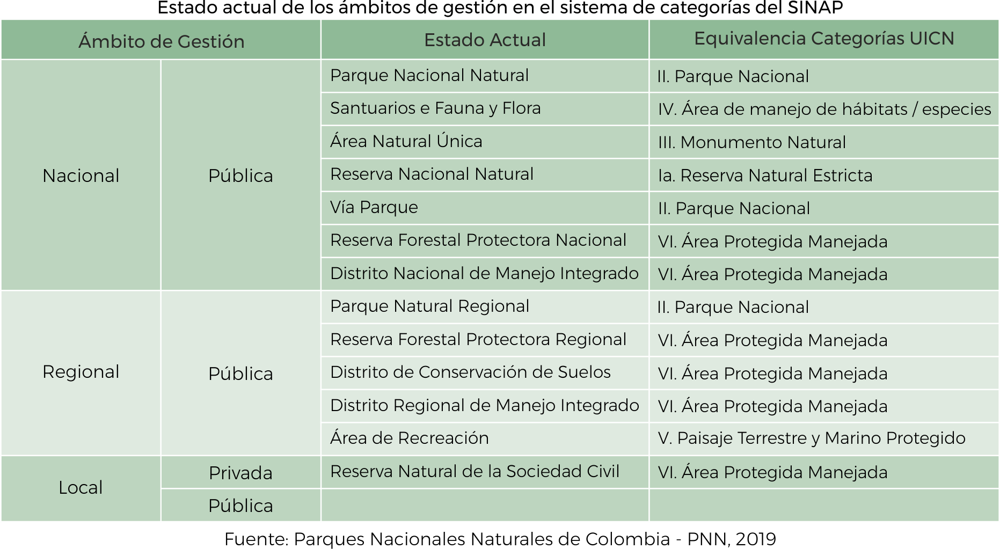 Estado actual de los ámbitos de gestión en el sistema de categorías del SINAP
Ámbito de Gestión
Estado Actual
Equivalencia Categorías UICN
Nacional
Pública
Parque Nacional Natural
II. Parque Nacional
Santuarios e Fauna y Flora
IV. Área de manejo de hábitats / especies
Área Natural Única
III. Monumento Natural
Reserva Nacional Natural
Ia. Reserva Natural Estricta
Vía Parque
II. Parque Nacional
Reserva Forestal Protectora Nacional
VI. Área Protegida Manejada
Distrito Nacional de Manejo Integrado
VI. Área Protegida Manejada
Regional
Pública
Parque Natural Regional
II. Parque Nacional
Reserva Forestal Protectora Regional
VI. Área Protegida Manejada
Distrito de Conservación de Suelos
VI. Área Protegida Manejada
Distrito Regional de Manejo Integrado
VI. Área Protegida Manejada
Área de Recreación
V. Paisaje Terrestre y Marino Protegido
Local
Privada
Reserva Natural de la Sociedad Civil
VI. Área Protegida Manejada
Pública
Fuente: Parques Nacionales Naturales de Colombia - PNN, 2019